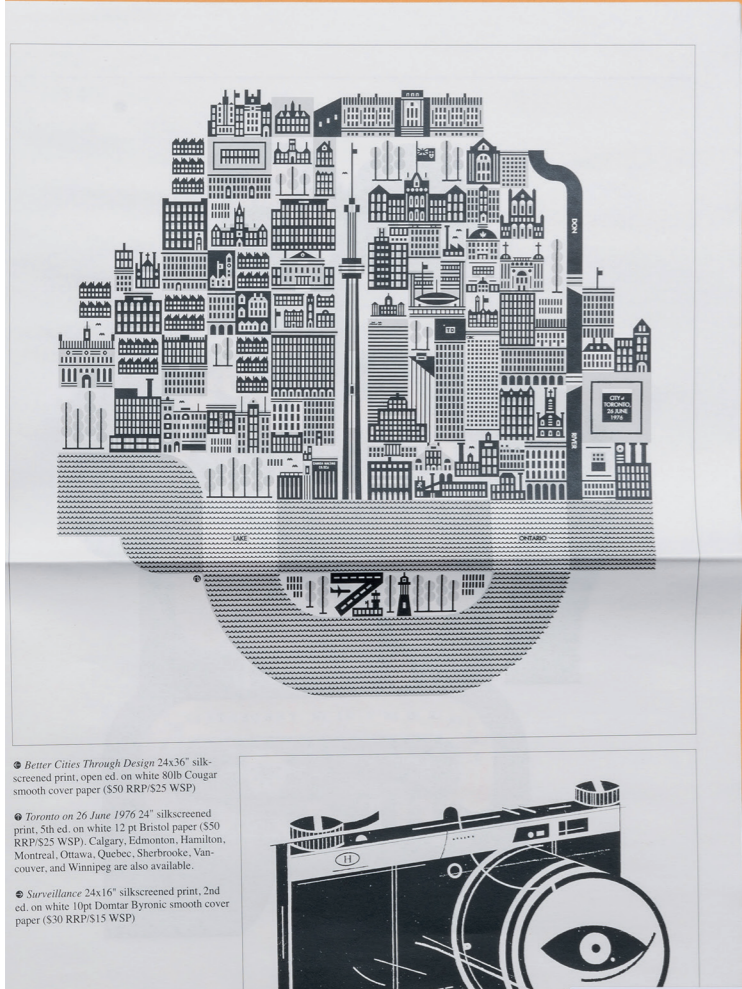 DON
TD
CITY of
TORONTO,
26 JUNE
1976
RIVER
LAKE
ONTARIO
Better Cities Through Design 24x36" silk-
screened print, open ed. on white 80lb Cougar
smooth cover paper ($50 RRP/$25 WSP)
Toronto on 26 June 1976 24" silkscreened
print, 5th ed. on white 12 pt Bristol paper ($50
RRP/$25 WSP). Calgary, Edmonton, Hamilton,
Montreal, Ottawa, Quebec, Sherbrooke, Van-
couver, and Winnipeg are also available.
Surveillance 24x16" silkscreened print, 2nd
ed. on white 10pt Domtar Byronic smooth cover
paper ($30 RRP/$15 WSP)
H